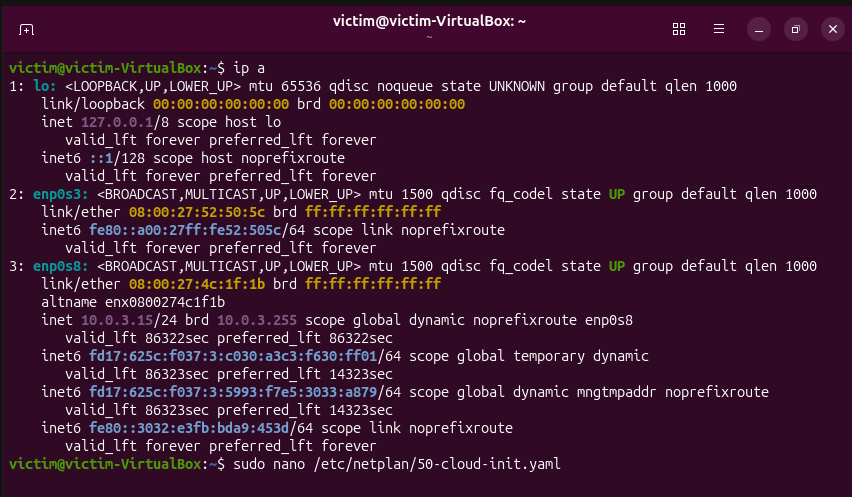 victim@victim-VirtualBox: ~
~
victim@victim-VirtualBox:~$ ip a
1: lo: <LOOPBACK,UP,LOWER_UP> mtu 65536 qdisc noqueue state UNKNOWN group default qlen 1000
    link/loopback 00:00:00:00:00:00 brd 00:00:00:00:00:00
    inet 127.0.0.1/8 scope host lo
       valid_lft forever preferred_lft forever
    inet6 ::1/128 scope host noprefixroute
       valid_lft forever preferred_lft forever
2: enp0s3: <BROADCAST,MULTICAST,UP,LOWER_UP> mtu 1500 qdisc fq_codel state UP group default qlen 1000
    link/ether 08:00:27:52:50:5c brd ff:ff:ff:ff:ff:ff
    inet6 fe80::a00:27ff:fe52:505c/64 scope link noprefixroute
       valid_lft forever preferred_lft forever
3: enp0s8: <BROADCAST,MULTICAST,UP,LOWER_UP> mtu 1500 qdisc fq_codel state UP group default qlen 1000
    link/ether 08:00:27:4c:1f:1b brd ff:ff:ff:ff:ff:ff
    altname enx0800274c1f1b
    inet 10.0.3.15/24 brd 10.0.3.255 scope global dynamic noprefixroute enp0s8
       valid_lft 86322sec preferred_lft 86322sec
    inet6 fd17:625c:f037:3:c030:a3c3:f630:ff01/64 scope global temporary dynamic
       valid_lft 86323sec preferred_lft 14323sec
    inet6 fd17:625c:f037:3:5993:f7e5:3033:a879/64 scope global dynamic mngtmpaddr noprefixroute
       valid_lft 86323sec preferred_lft 14323sec
    inet6 fe80::3032:e3fb:bda9:453d/64 scope link noprefixroute
       valid_lft forever preferred_lft forever
victim@victim-VirtualBox:~$ sudo nano /etc/netplan/50-cloud-init.yaml